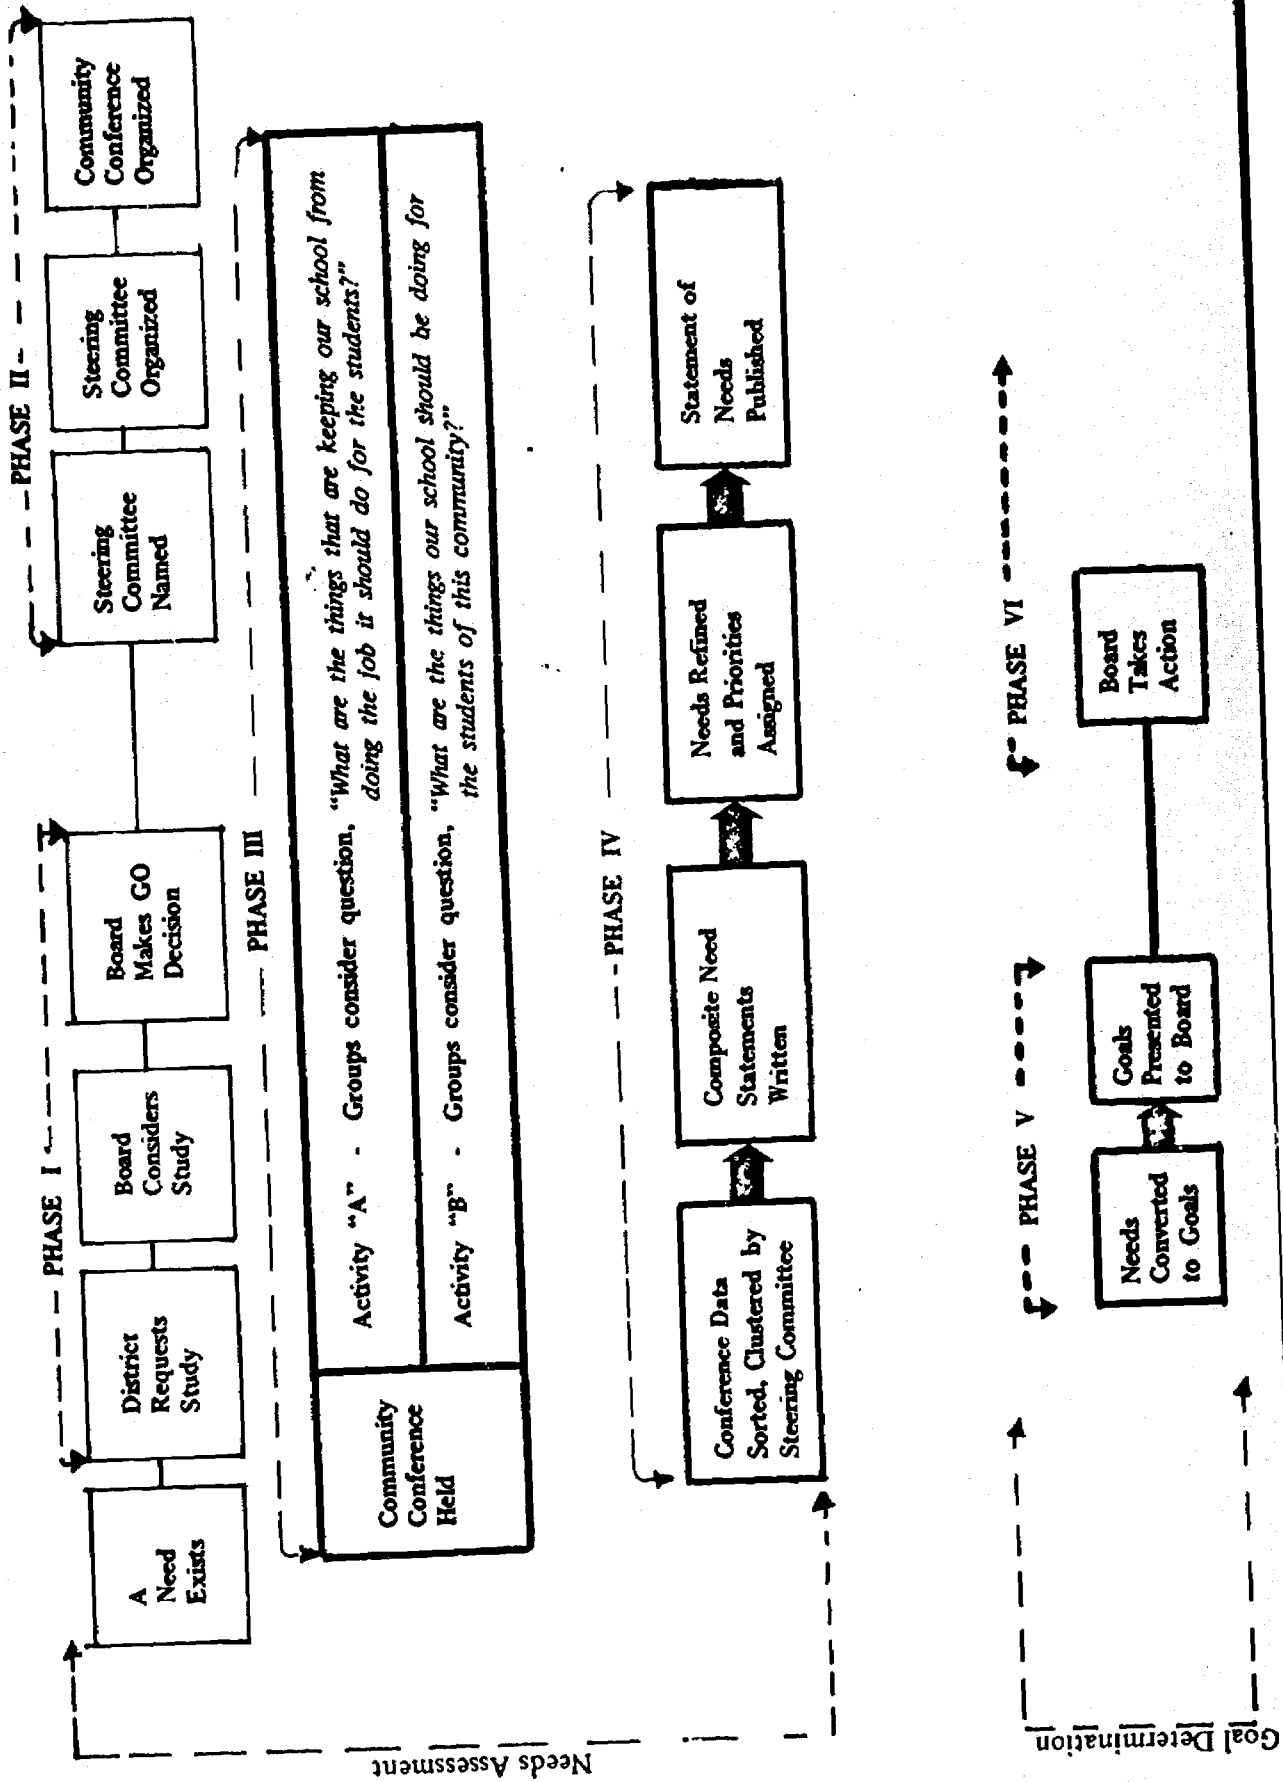 PHASE I
PHASE II
A
Need
Exists
District
Requests
Study
Board
Considers
Study
Board
Makes GO
Decision
Steering
Committee
Named
Steering
Committee
Organized
Community
Conference
Organized
PHASE III
Community
Conference
Held
Activity "A" - Groups consider question, "What are the things that are keeping our school from
doing the job it should do for the students?"
Activity "B" - Groups consider question, "What are the things our school should be doing for
the students of this community?"
PHASE IV
Conference Data
Sorted, Clustered by
Steering Committee
Composite Need
Statements
Written
Needs Refined
and Priorities
Assigned
Statement of
Needs
Published
Needs Assessment
PHASE V
PHASE VI
Needs
Converted
to Goals
Goals
Presented
to Board
Board
Takes
Action
Goal Determination